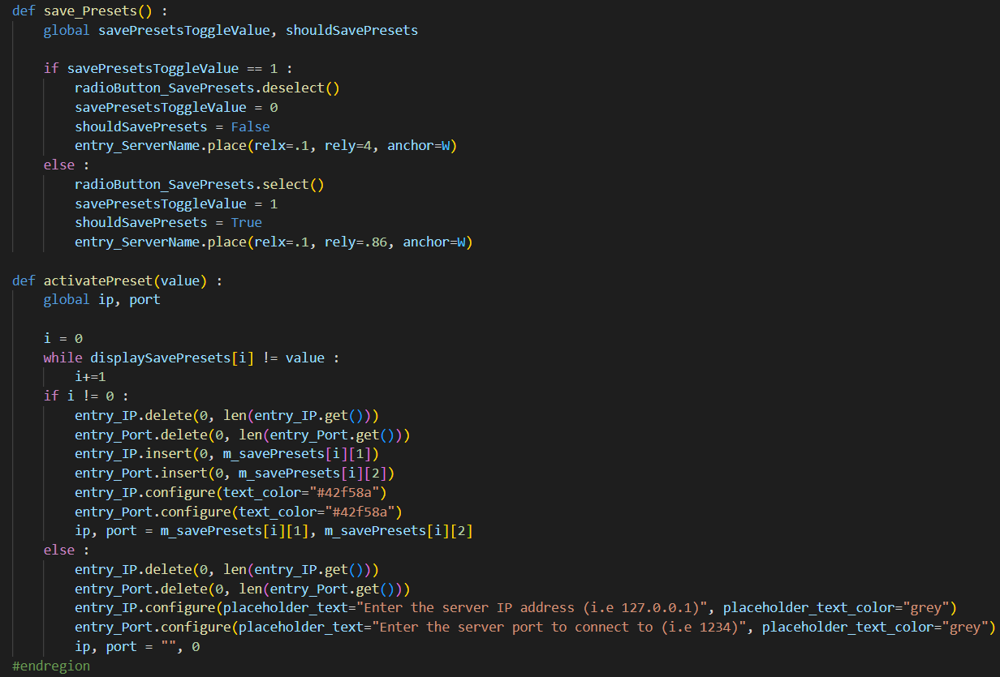 def save_Presets() :
    global savePresetsToggleValue, shouldSavePresets

    if savePresetsToggleValue == 1 :
        radioButton_SavePresets.deselect()
        savePresetsToggleValue = 0
        shouldSavePresets = False
        entry_ServerName.place(relx=.1, rely=4, anchor=W)
    else :
        radioButton_SavePresets.select()
        savePresetsToggleValue = 1
        shouldSavePresets = True
        entry_ServerName.place(relx=.1, rely=.86, anchor=W)

def activatePreset(value) :
    global ip, port

    i = 0
    while displaySavePresets[i] != value :
        i+=1
    if i != 0 :
        entry_IP.delete(0, len(entry_IP.get()))
        entry_Port.delete(0, len(entry_Port.get()))
        entry_IP.insert(0, m_savePresets[i][1])
        entry_Port.insert(0, m_savePresets[i][2])
        entry_IP.configure(text_color="#42f58a")
        entry_Port.configure(text_color="#42f58a")
        ip, port = m_savePresets[i][1], m_savePresets[i][2]
    else :
        entry_IP.delete(0, len(entry_IP.get()))
        entry_Port.delete(0, len(entry_Port.get()))
        entry_IP.configure(placeholder_text="Enter the server IP address (i.e 127.0.0.1)", placeholder_text_color="grey")
        entry_Port.configure(placeholder_text="Enter the server port to connect to (i.e 1234)", placeholder_text_color="grey")
        ip, port = "", 0
#endregion